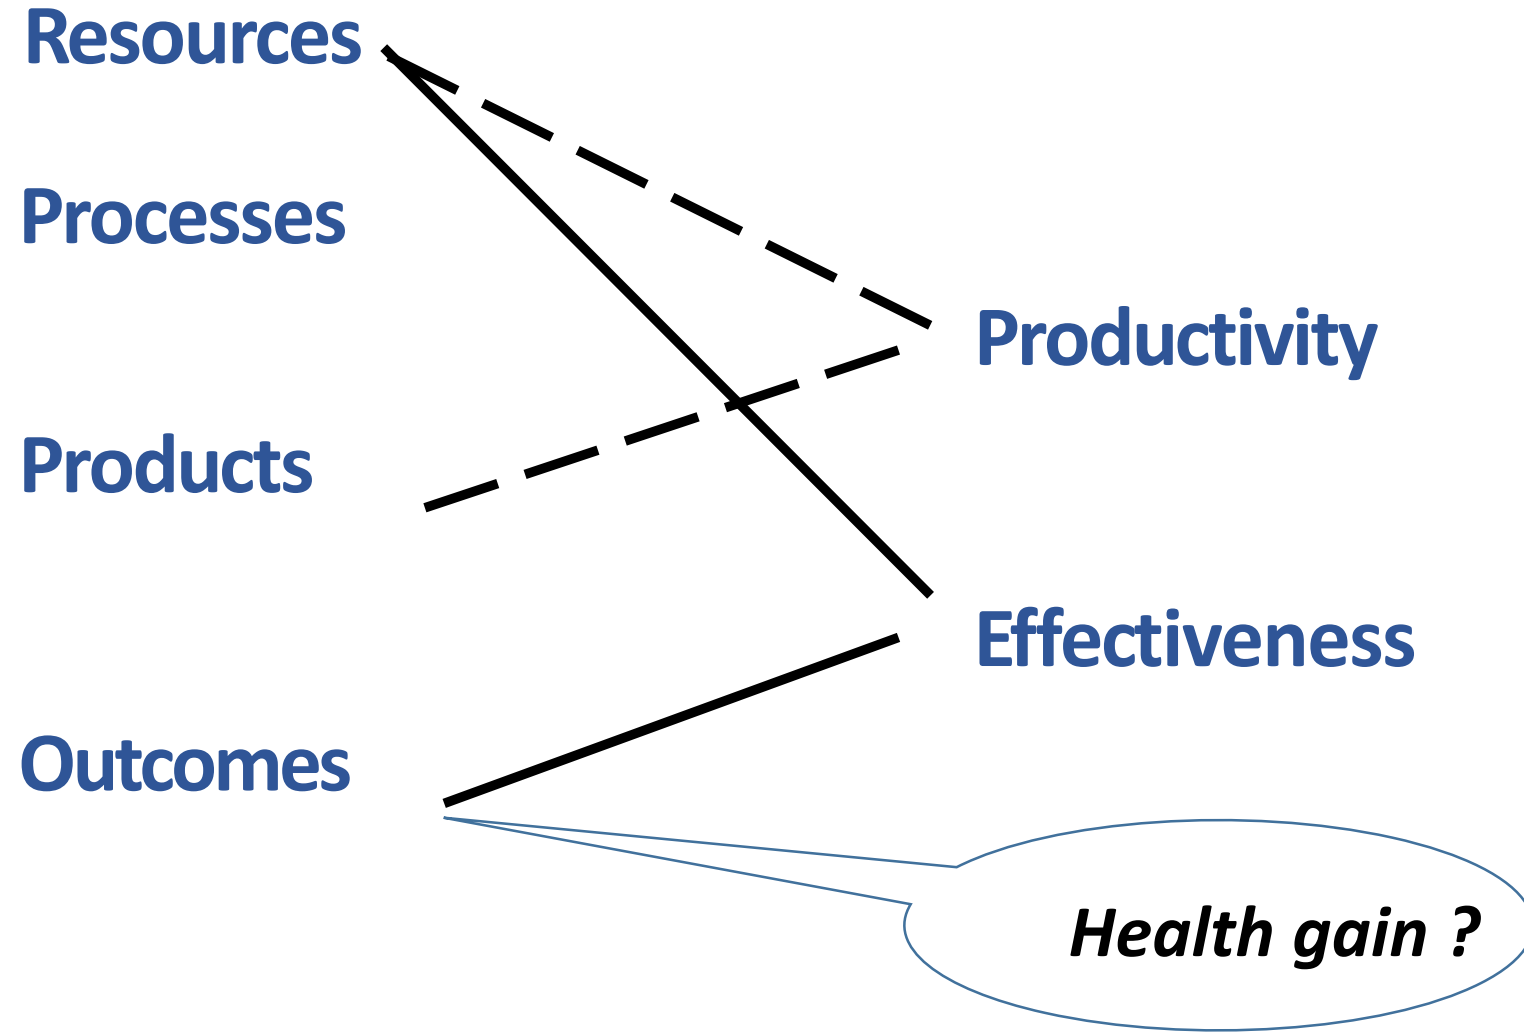 Resources
Processes
Productivity
Products
Effectiveness
Outcomes
Health gain ?